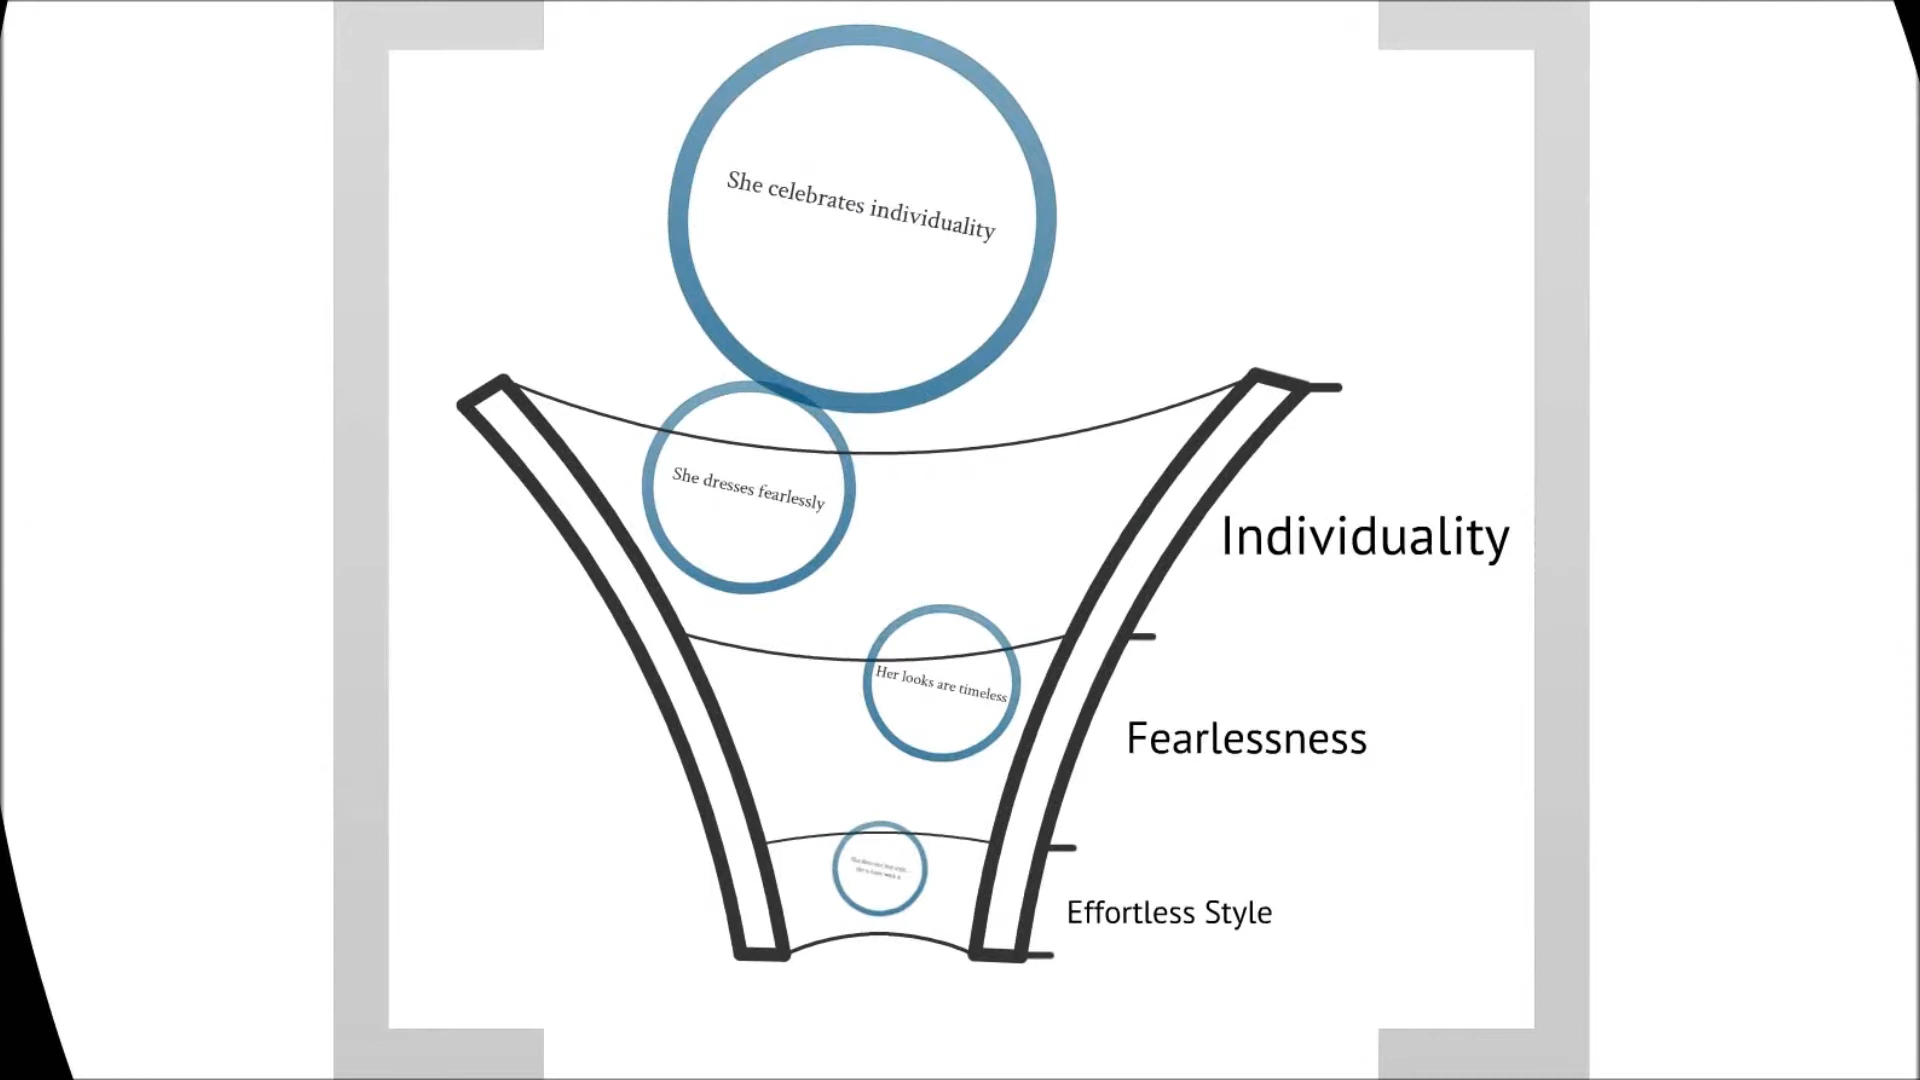 She celebrates individuality
She dresses fearlessly
Individuality
Her looks are timeless
Fearlessness
Effortless Style